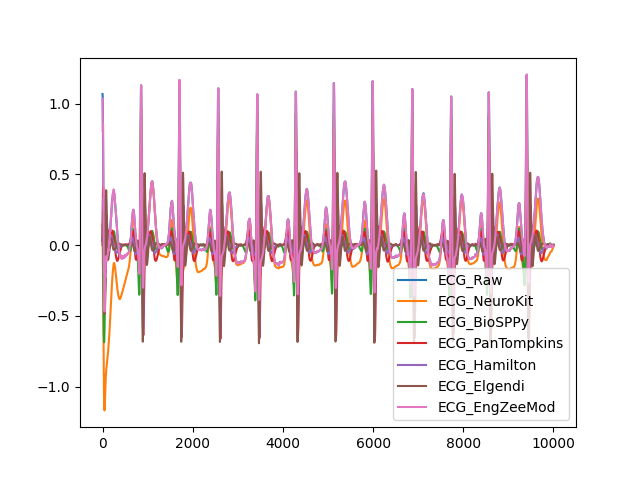 1.0
0.5
0.0
−0.5
−1.0
0
2000
4000
6000
8000
10000
ECG_Raw
ECG_NeuroKit
ECG_BioSPPy
ECG_PanTompkins
ECG_Hamilton
ECG_Elgendi
ECG_EngZeeMod